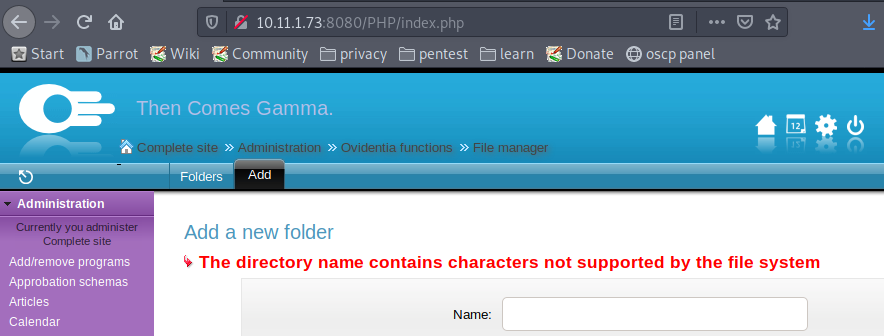 10.11.1.73:8080/PHP/index.php
Start Parrot Wiki Community privacy pentest learn Donate oscp panel
Then Comes Gamma.
12
Complete site » Administration » Ovidentia functions » File manager
Folders Add
Administration
Currently you administer
Complete site
Add a new folder
Add/remove programs
The directory name contains characters not supported by the file system
Approbation schemas
Articles
Name:
Calendar